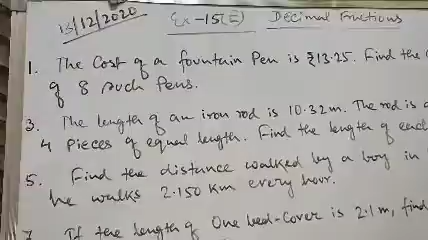 15/12/2020 Ex-15(E) Decimal Fractions
1. The Cost of a fountain Pen is ₹13.25. Find the
of 8 such Pens.
3. The length of an iron rod is 10.32m. The rod is
4 Pieces of equal length. Find the length of each
5. Find the distance walked by a boy in
he walks 2.150 Km every hour.
7. If the length of One bed-Cover is 2.1m, find